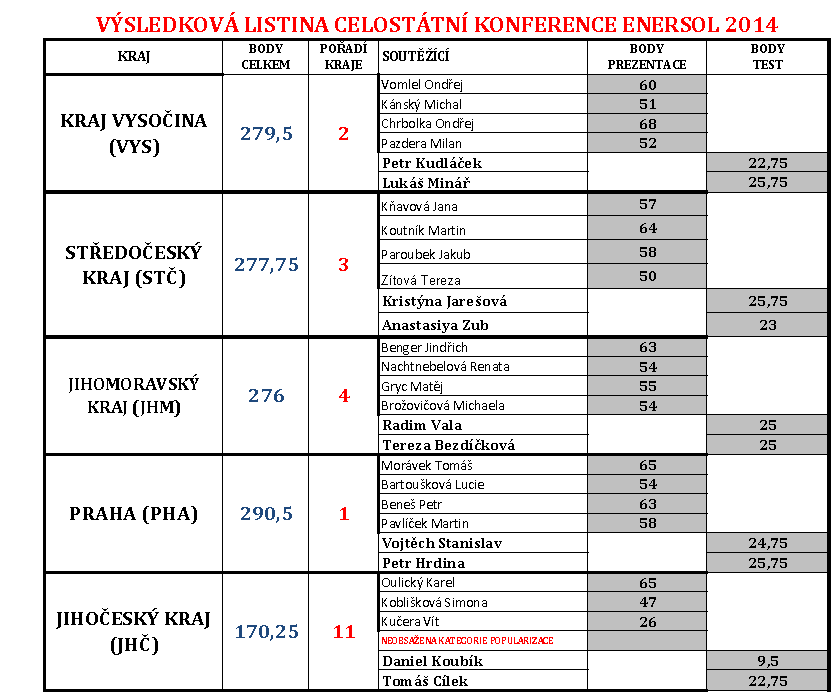 VÝSLEDKOVÁ LISTINA CELOSTÁTNÍ KONFERENCE ENERSOL 2014
KRAJ BODY CELKEM POŘADÍ KRAJE SOUTĚŽÍCÍ BODY PREZENTACE BODY TEST
KRAJ VYSOČINA (VYS) 279,5 2
Vomlel Ondřej 60
Kánský Michal 51
Chrbolka Ondřej 68
Pazdera Milan 52
Petr Kudláček 22,75
Lukáš Minář 25,75
STŘEDOČESKÝ KRAJ (STČ) 277,75 3
Kňavová Jana 57
Koutník Martin 64
Paroubek Jakub 58
Zítová Tereza 50
Kristýna Jarešová 25,75
Anastasiya Zub 23
JIHOMORAVSKÝ KRAJ (JHM) 276 4
Benger Jindřich 63
Nachtnebelová Renata 54
Gryc Matěj 55
Brožovičová Michaela 54
Radim Vala 25
Tereza Bezdíčková 25
PRAHA (PHA) 290,5 1
Morávek Tomáš 65
Bartoušková Lucie 54
Beneš Petr 63
Pavlíček Martin 58
Vojtěch Stanislav 24,75
Petr Hrdina 25,75
JIHOČESKÝ KRAJ (JHČ) 170,25 11
Oulický Karel 65
Koblišková Simona 47
Kučera Vít 26
NEOBSAŽENA KATEGORIE POPULARIZACE
Daniel Koubík 9,5
Tomáš Cílek 22,75